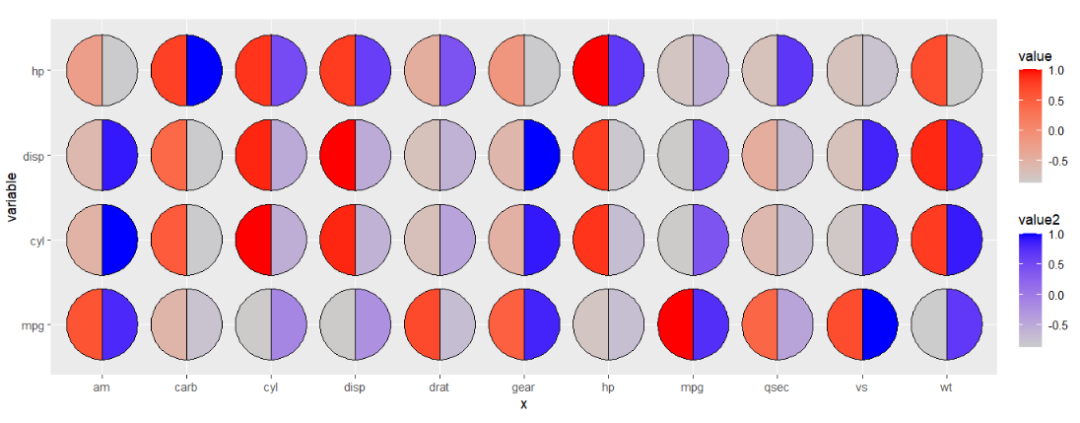 value
1.0
0.5
0.0
-0.5
value2
1.0
0.5
0.0
-0.5
variable
hp
disp
cyl
mpg
am carb cyl disp drat gear hp mpg qsec vs wt
x